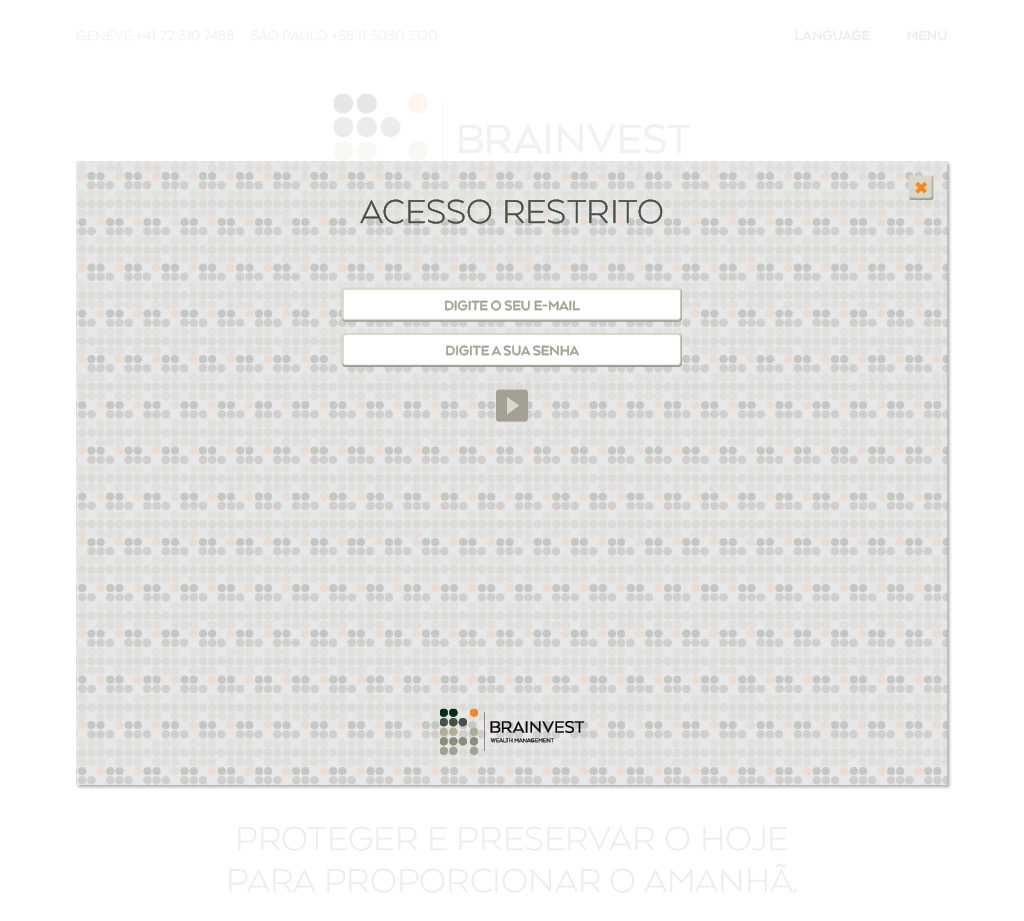 GENÈVE +41 22 310 7488 SÃO PAULO +55 11 3030 3120
LANGUAGE MENU
BRAINVEST
ACESSO RESTRITO
DIGITE O SEU E-MAIL
DIGITE A SUA SENHA
BRAINVEST
WEALTH MANAGEMENT
PROTEGER E PRESERVAR O HOJE
PARA PROPORCIONAR O AMANHÃ.